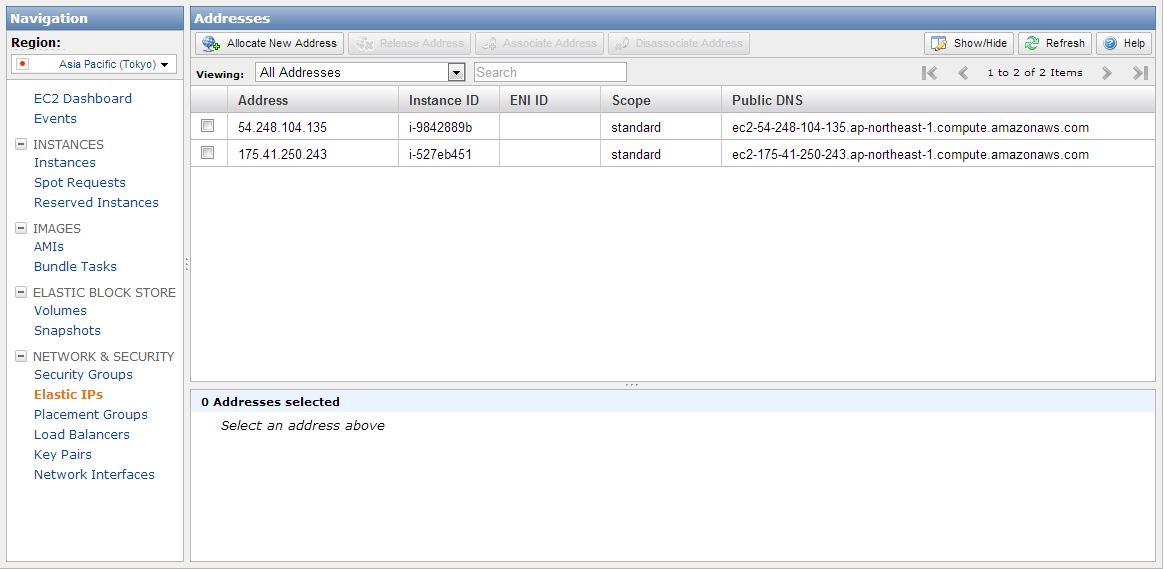 Navigation
Region:
Asia Pacific (Tokyo)
EC2 Dashboard
Events
INSTANCES
Instances
Spot Requests
Reserved Instances
IMAGES
AMIs
Bundle Tasks
ELASTIC BLOCK STORE
Volumes
Snapshots
NETWORK & SECURITY
Security Groups
Elastic IPs
Placement Groups
Load Balancers
Key Pairs
Network Interfaces
Addresses
Allocate New Address Release Address Associate Address Disassociate Address Show/Hide Refresh Help
Viewing: All Addresses Search 1 to 2 of 2 Items
Address Instance ID ENI ID Scope Public DNS
54.248.104.135 i-9842889b standard ec2-54-248-104-135.ap-northeast-1.compute.amazonaws.com
175.41.250.243 i-527eb451 standard ec2-175-41-250-243.ap-northeast-1.compute.amazonaws.com
0 Addresses selected
Select an address above